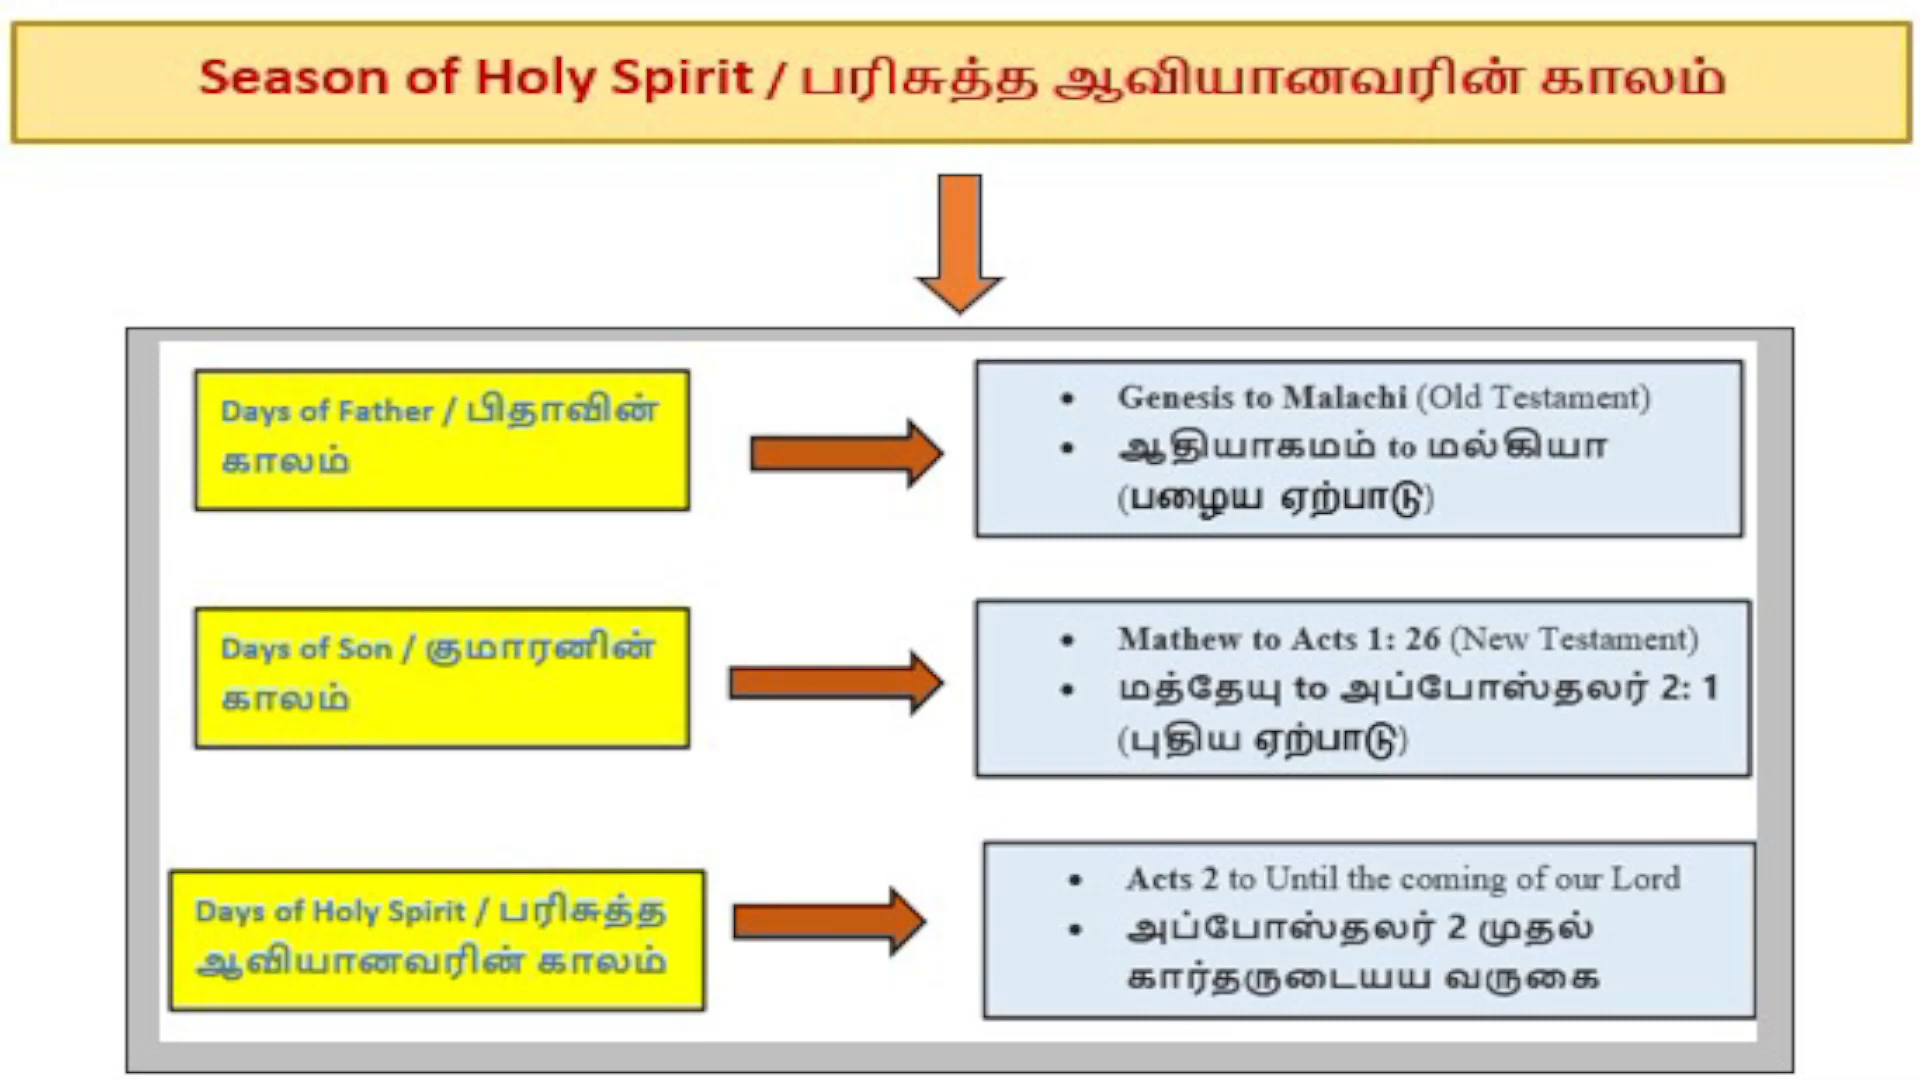 Season of Holy Spirit / பரிசுத்த ஆவியானவரின் காலம்
Days of Father / பிதாவின்
காலம்
• Genesis to Malachi (Old Testament)
• ஆதியாகமம் to மல்கியா
(பழைய ஏற்பாடு)
Days of Son / குமாரனின்
காலம்
• Mathew to Acts 1: 26 (New Testament)
• மத்தேயு to அப்போஸ்தலர் 2: 1
(புதிய ஏற்பாடு)
Days of Holy Spirit / பரிசுத்த
ஆவியானவரின் காலம்
• Acts 2 to Until the coming of our Lord
• அப்போஸ்தலர் 2 முதல்
கார்தருடையய வருகை